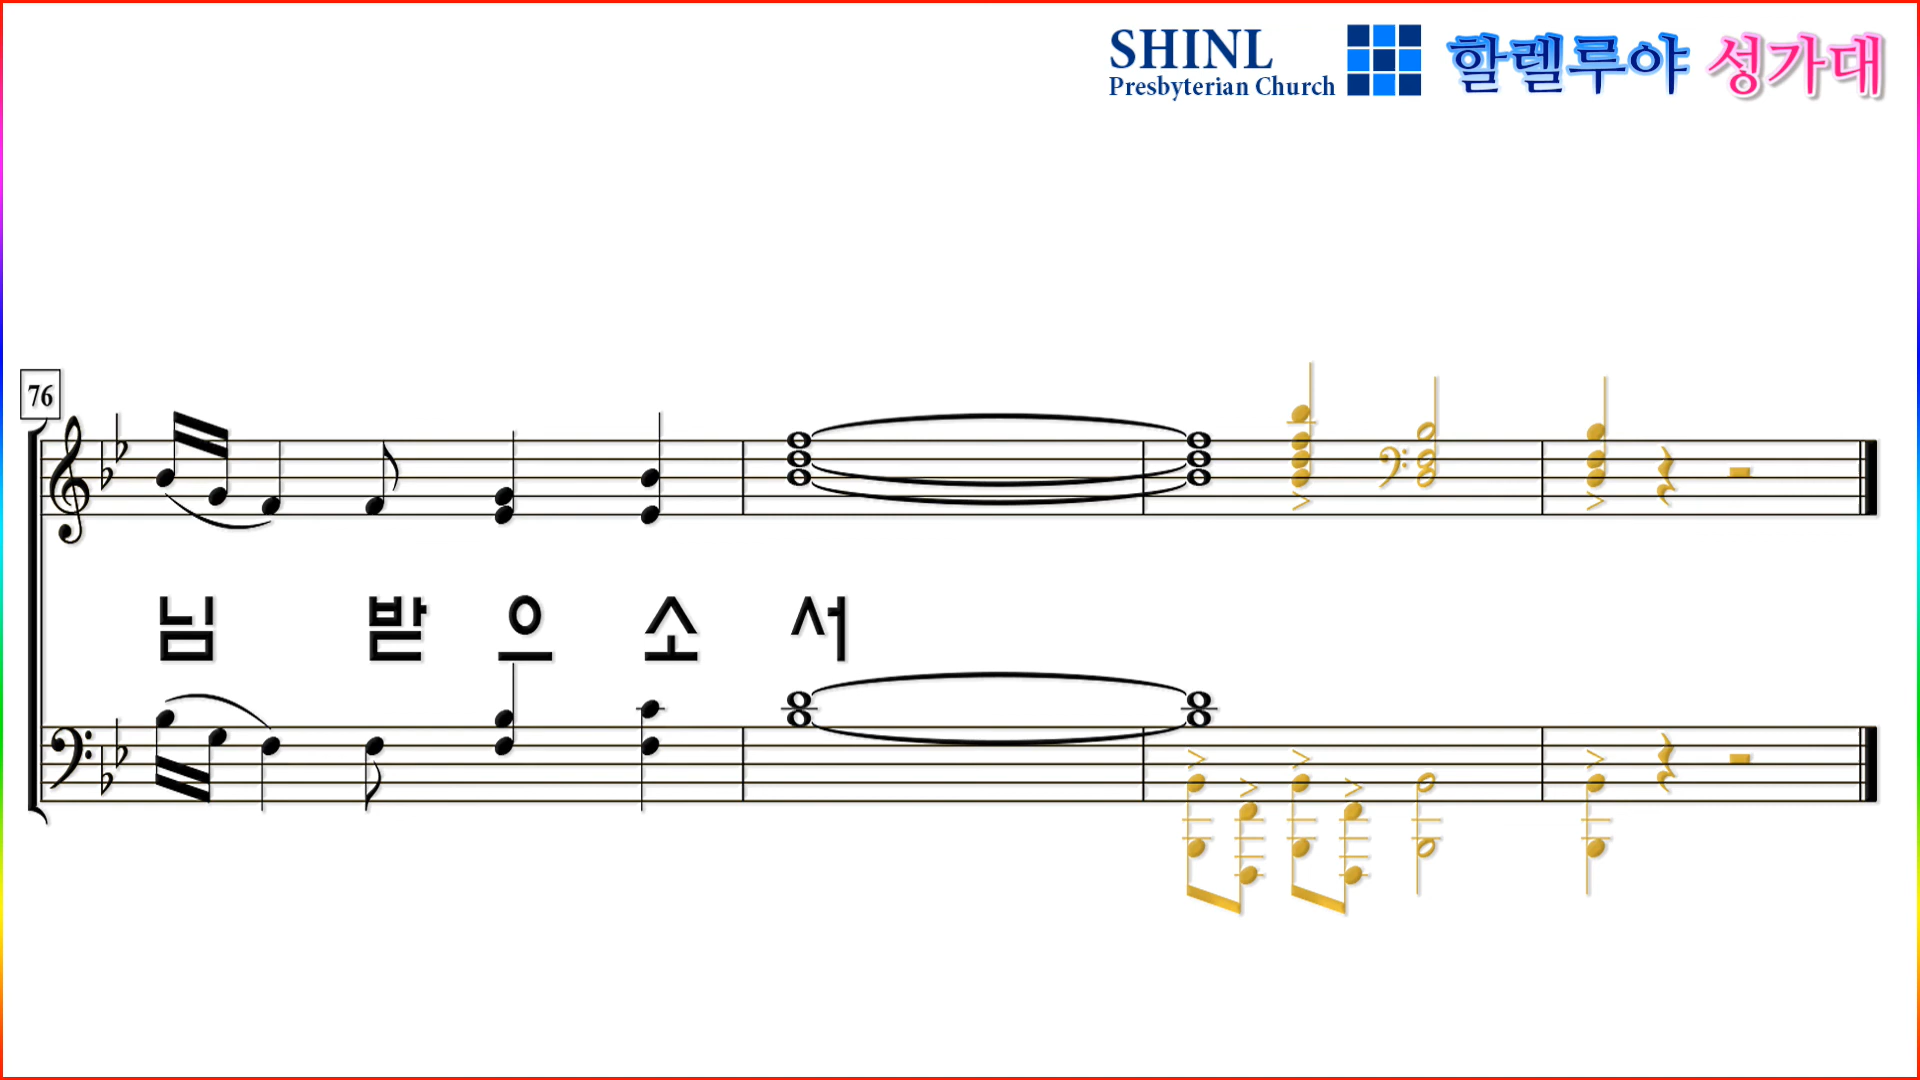 SHINL
Presbyterian Church
할렐루야 성가대
76
님 받 으 소 서